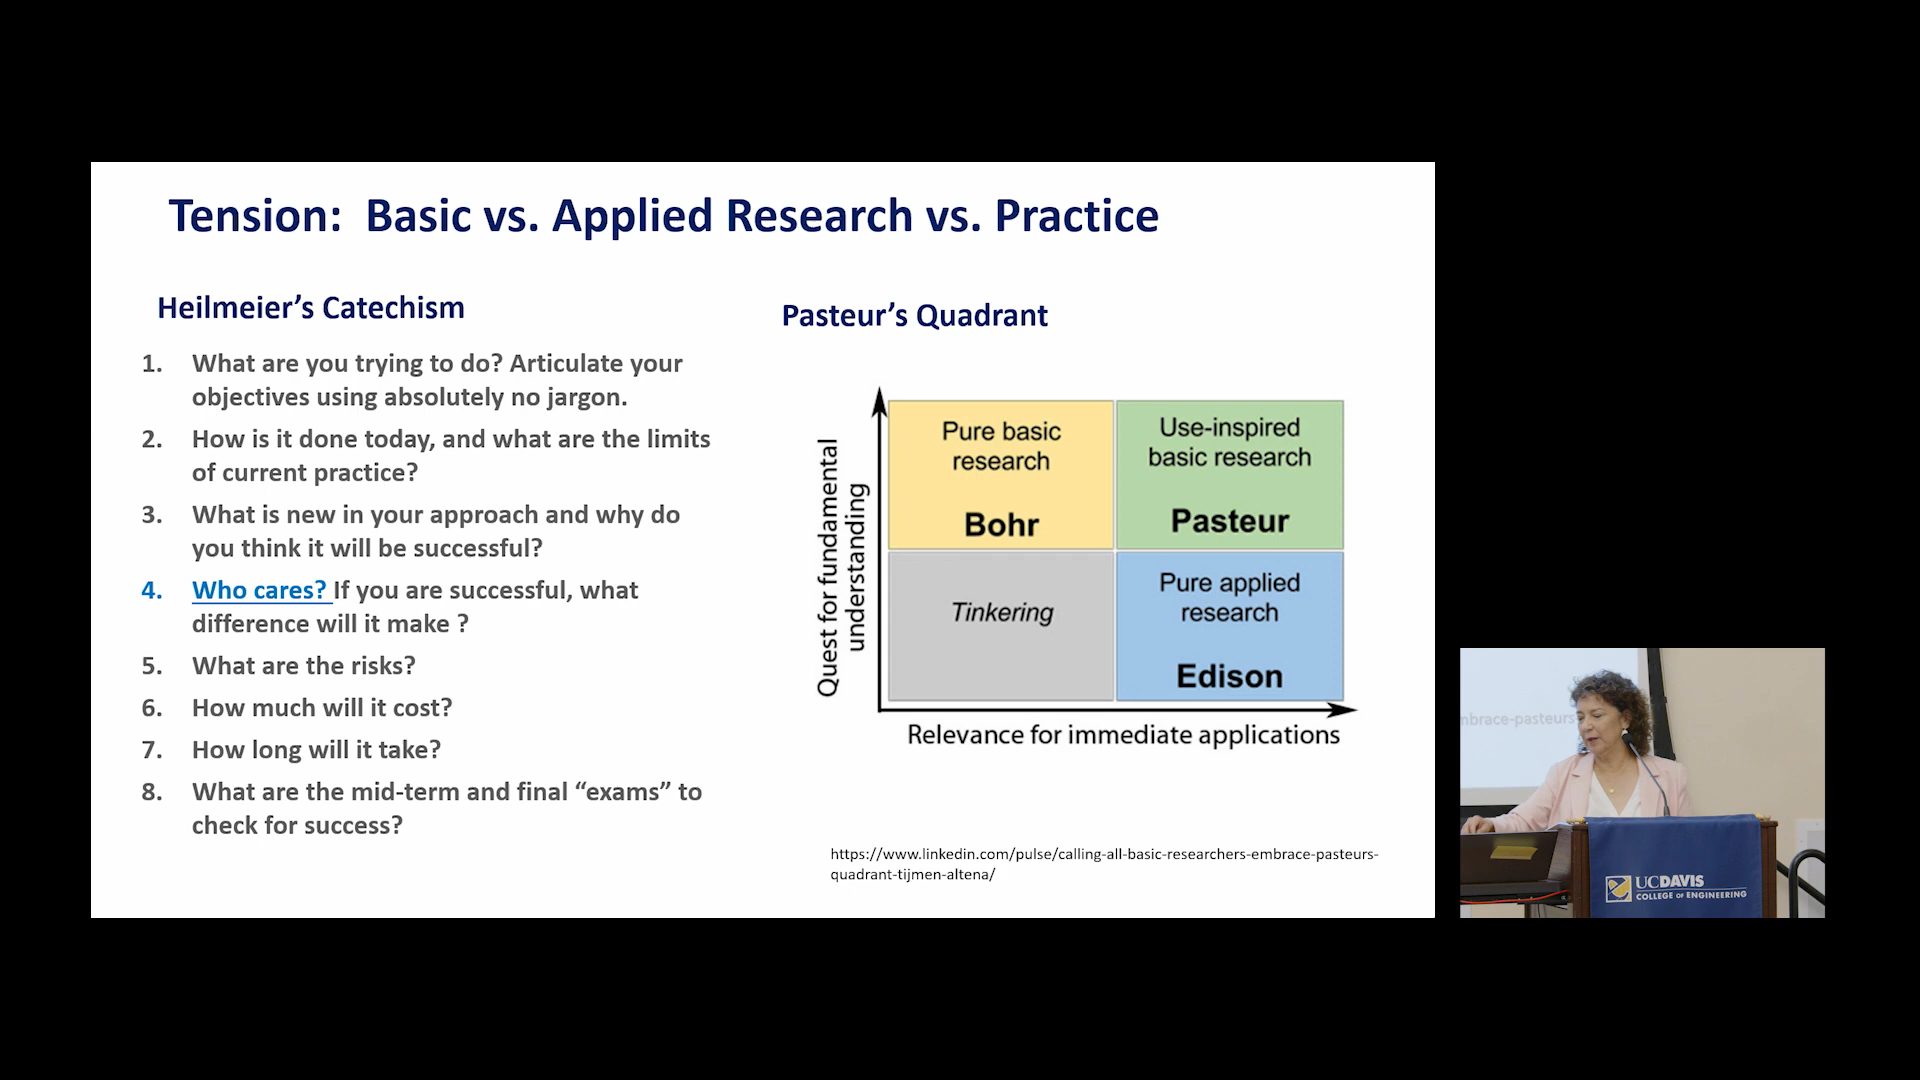 Tension: Basic vs. Applied Research vs. Practice
Heilmeier's Catechism
1. What are you trying to do? Articulate your
objectives using absolutely no jargon.
2. How is it done today, and what are the limits
of current practice?
3. What is new in your approach and why do
you think it will be successful?
4. Who cares? If you are successful, what
difference will it make ?
5. What are the risks?
6. How much will it cost?
7. How long will it take?
8. What are the mid-term and final “exams” to
check for success?
Pasteur's Quadrant
Quest for fundamental
understanding
Pure basic
research
Bohr
Use-inspired
basic research
Pasteur
Tinkering
Pure applied
research
Edison
Relevance for immediate applications
https://www.linkedin.com/pulse/calling-all-basic-researchers-embrace-pasteurs-
quadrant-tijmen-altena/
mbrace-pasteurs
UCDAVIS
COLLEGE OF ENGINEERING